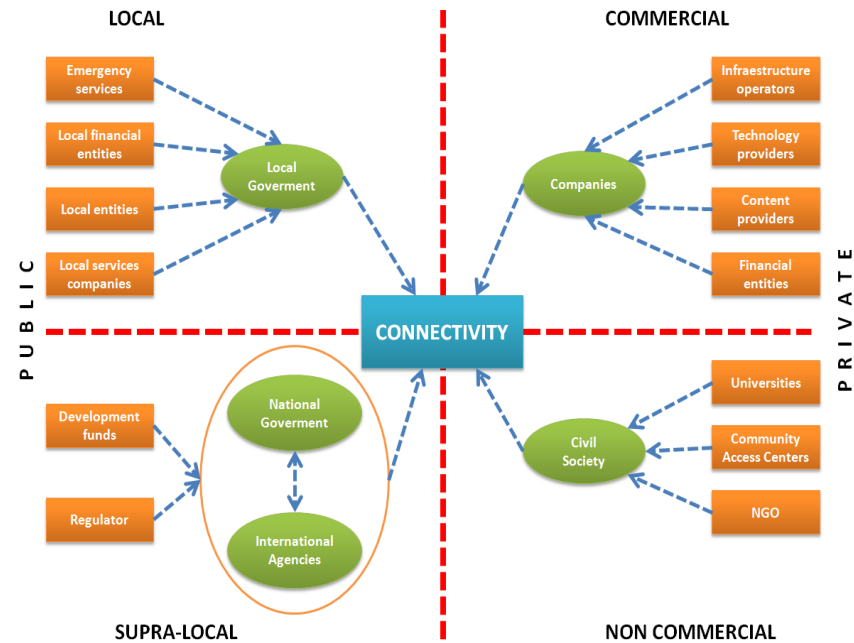 LOCAL
COMMERCIAL
Emergency
services
Local financial
entities
Local entities
Local services
companies
Local
Goverment
Infraestructure
operators
Technology
providers
Content
providers
Financial
entities
Companies
PUBLIC
PRIVATE
CONNECTIVITY
Development
funds
Regulator
National
Goverment
International
Agencies
Civil
Society
Universities
Community
Access Centers
NGO
SUPRA-LOCAL
NON COMMERCIAL